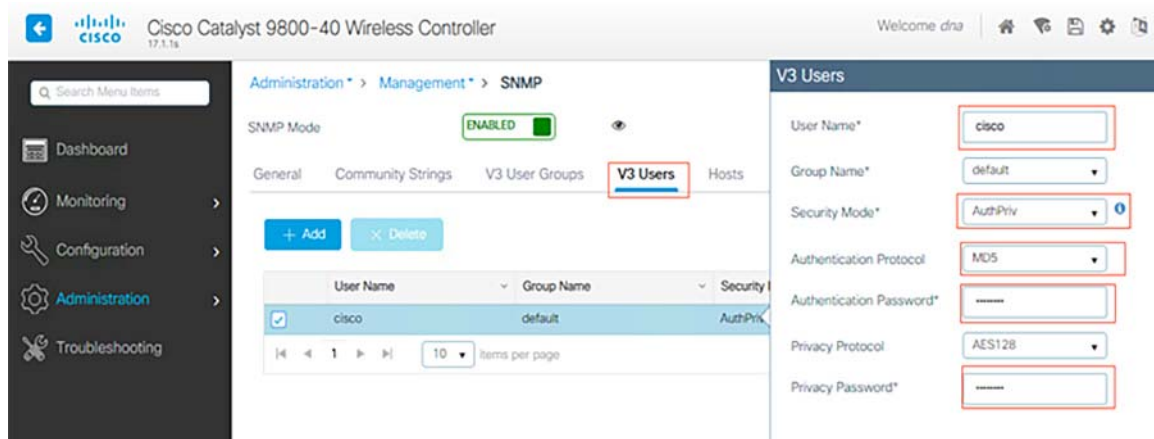 CISCO
Cisco Catalyst 9800-40 Wireless Controller
17.1.1s
Welcome dna
Search Menu Items
Dashboard
Monitoring
Configuration
Administration
Troubleshooting
Administration > Management > SNMP
SNMP Mode ENABLED
General Community Strings V3 User Groups V3 Users Hosts
+ Add × Delete
User Name Group Name Security
cisco default AuthPriv
1 10 items per page
V3 Users
User Name* cisco
Group Name* default
Security Mode* AuthPriv
Authentication Protocol MD5
Authentication Password* ········
Privacy Protocol AES128
Privacy Password* ········